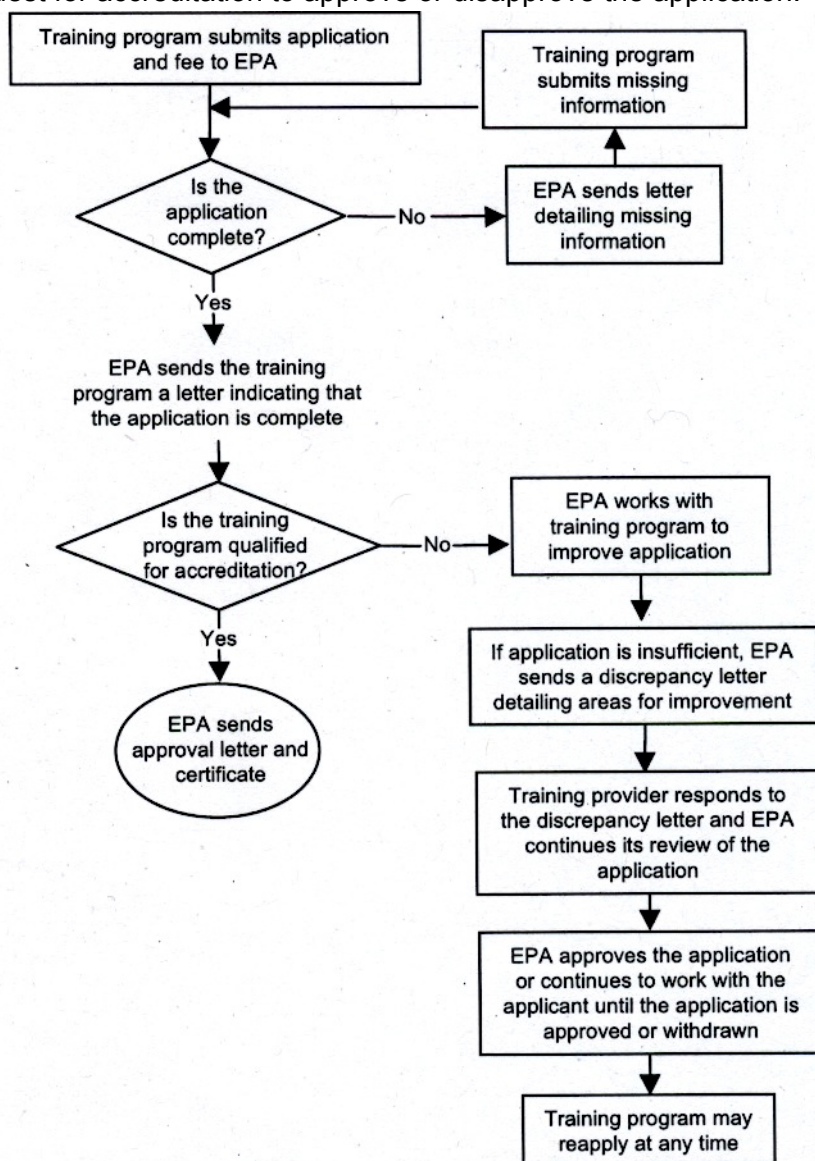 Training program submits application
and fee to EPA
Training program
submits missing
information
Is the
application
complete?
No
EPA sends letter
detailing missing
information
Yes
EPA sends the training
program a letter indicating that
the application is complete
Is the training
program qualified
for accreditation?
No
EPA works with
training program to
improve application
Yes
If application is insufficient, EPA
sends a discrepancy letter
detailing areas for improvement
EPA sends
approval letter and
certificate
Training provider responds to
the discrepancy letter and EPA
continues its review of the
application
EPA approves the application
or continues to work with the
applicant until the application is
approved or withdrawn
Training program may
reapply at any time